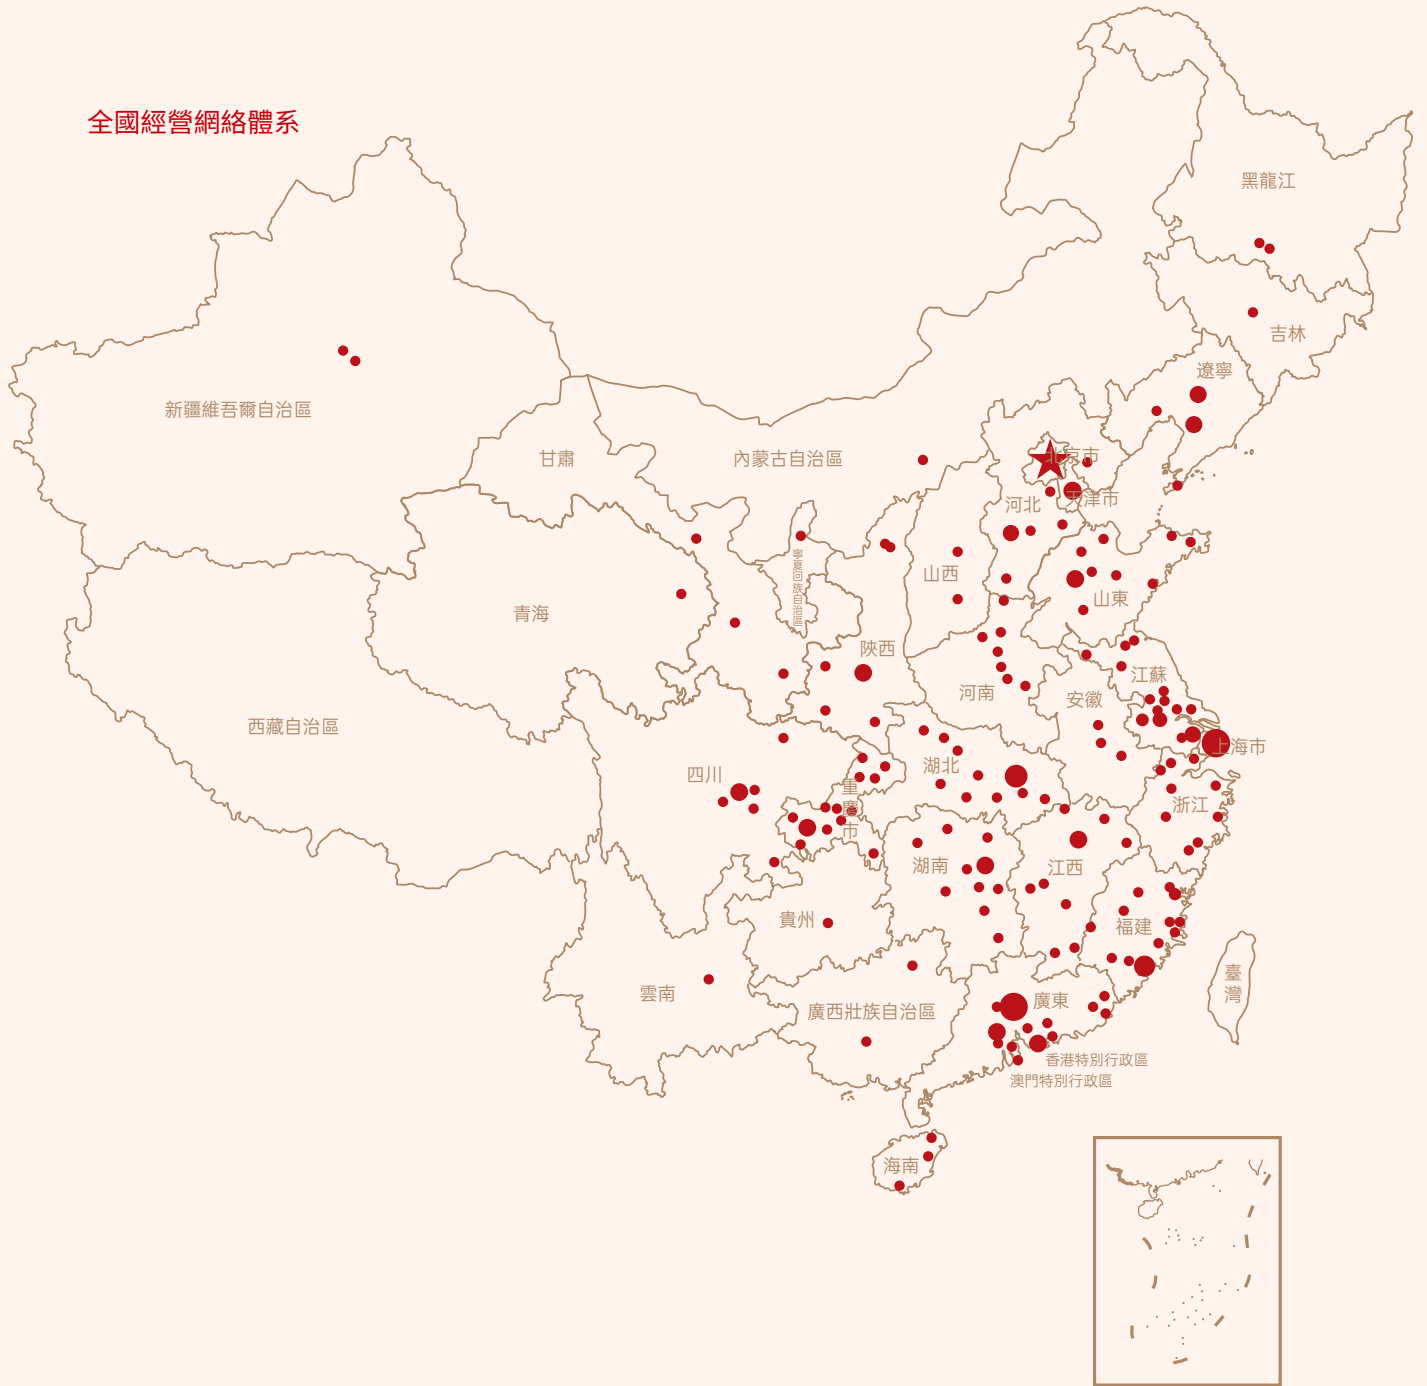 全國經營網絡體系
黑龍江
吉林
遼寧
新疆維吾爾自治區
甘肅
內蒙古自治區
北京市
天津市
河北
山西
寧夏回族自治區
山東
青海
陝西
江蘇
河南
安徽
西藏自治區
上海市
四川
湖北
重慶市
浙江
湖南
江西
貴州
福建
臺灣
雲南
廣西壯族自治區
廣東
香港特別行政區
澳門特別行政區
海南